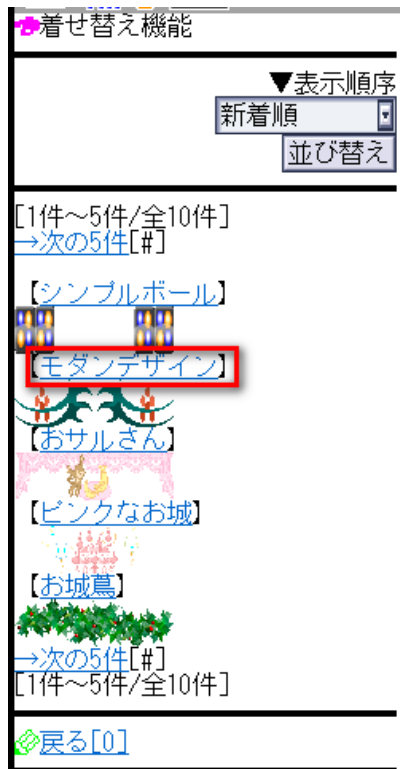 着せ替え機能
▼表示順序
新着順
並び替え
[1件～5件/全10件]
→次の5件[#]
【シンプルボール】
【モダンデザイン】
【おサルさん】
【ピンクなお城】
【お城蔦】
→次の5件[#]
[1件～5件/全10件]
戻る[0]